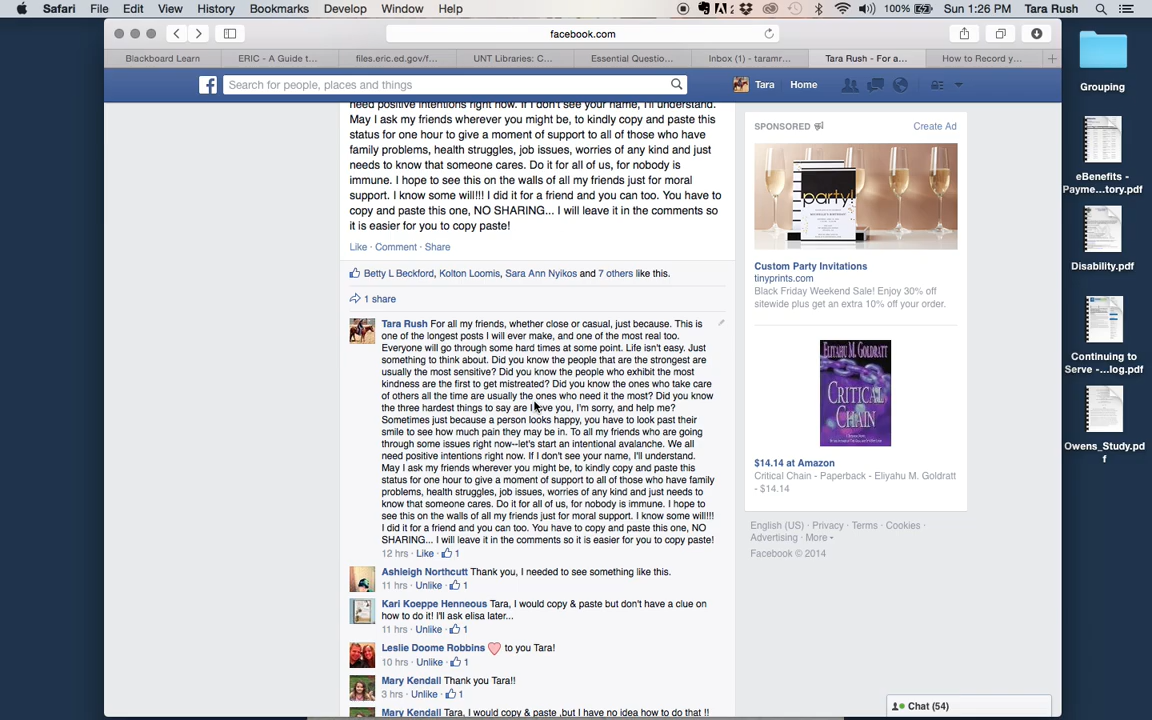 Safari File Edit View History Bookmarks Develop Window Help
100% Sun 1:26 PM Tara Rush
facebook.com
Blackboard Learn
ERIC - A Guide t...
files.eric.ed.gov/f...
UNT Libraries: C...
Essential Questio...
Inbox (1) - taramr...
Tara Rush - For a...
How to Record y...
Search for people, places and things
Tara Home
need positive intentions right now. If I don't see your name, I'll understand.
May I ask my friends wherever you might be, to kindly copy and paste this
status for one hour to give a moment of support to all of those who have
family problems, health struggles, job issues, worries of any kind and just
needs to know that someone cares. Do it for all of us, for nobody is
immune. I hope to see this on the walls of all my friends just for moral
support. I know some will!!! I did it for a friend and you can too. You have to
copy and paste this one, NO SHARING... I will leave it in the comments so
it is easier for you to copy paste!
Like · Comment · Share
Betty L Beckford, Kolton Loomis, Sara Ann Nyikos and 7 others like this.
1 share
Tara Rush For all my friends, whether close or casual, just because. This is
one of the longest posts I will ever make, and one of the most real too.
Everyone will go through some hard times at some point. Life isn't easy. Just
something to think about. Did you know the people that are the strongest are
usually the most sensitive? Did you know the people who exhibit the most
kindness are the first to get mistreated? Did you know the ones who take care
of others all the time are usually the ones who need it the most? Did you know
the three hardest things to say are I love you, I'm sorry, and help me?
Sometimes just because a person looks happy, you have to look past their
smile to see how much pain they may be in. To all my friends who are going
through some issues right now--let's start an intentional avalanche. We all
need positive intentions right now. If I don't see your name, I'll understand.
May I ask my friends wherever you might be, to kindly copy and paste this
status for one hour to give a moment of support to all of those who have family
problems, health struggles, job issues, worries of any kind and just needs to
know that someone cares. Do it for all of us, for nobody is immune. I hope to
see this on the walls of all my friends just for moral support. I know some will!!!
I did it for a friend and you can too. You have to copy and paste this one, NO
SHARING... I will leave it in the comments so it is easier for you to copy paste!
12 hrs · Like · 1
Ashleigh Northcutt Thank you, I needed to see something like this.
11 hrs · Unlike · 1
Kari Koeppe Henneous Tara, I would copy & paste but don't have a clue on
how to do it! I'll ask elisa later...
11 hrs · Unlike · 1
Leslie Doome Robbins to you Tara!
10 hrs · Unlike · 1
Mary Kendall Thank you Tara!!
3 hrs · Unlike · 1
Mary Kendall Tara, I would copy & paste ,but I have no idea how to do that !!
SPONSORED
Create Ad
party!
Custom Party Invitations
tinyprints.com
Black Friday Weekend Sale! Enjoy 30% off
sitewide plus get an extra 10% off your order.
ELIYAHU M. GOLDRATT
CRITICAL
CHAIN
$14.14 at Amazon
Critical Chain - Paperback - Eliyahu M. Goldratt
- $14.14
English (US) · Privacy · Terms · Cookies ·
Advertising · More
Facebook © 2014
Chat (54)
Grouping
eBenefits -
Payme...tory.pdf
Disability.pdf
Continuing to
Serve -...log.pdf
Owens_Study.pd
f